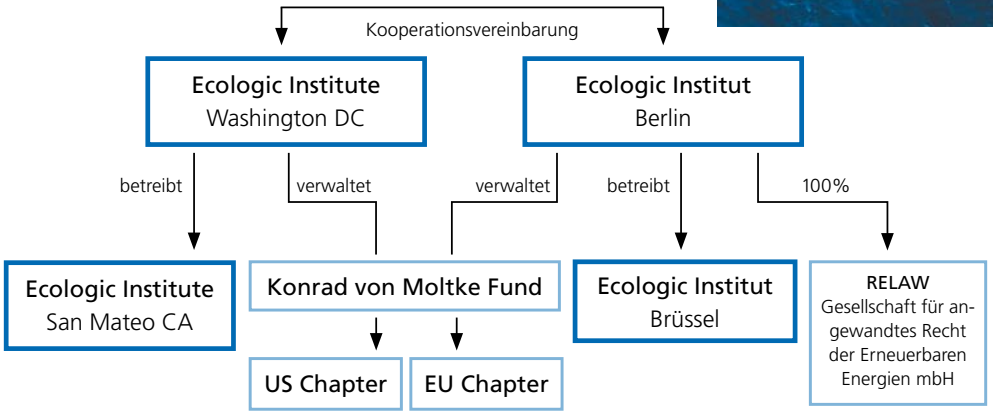 Kooperationsvereinbarung
Ecologic Institute
Washington DC
Ecologic Institut
Berlin
betreibt
verwaltet
verwaltet
betreibt
100%
Ecologic Institute
San Mateo CA
Konrad von Moltke Fund
Ecologic Institut
Brüssel
RELAW
Gesellschaft für an-
gewandtes Recht
der Erneuerbaren
Energien mbH
US Chapter
EU Chapter